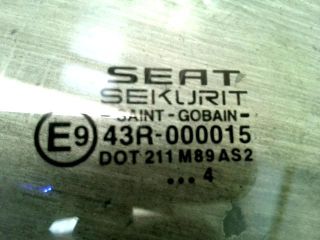 SEAT
SEKURIT
- SAINT - GOBAIN -
E9 43R-000015
DOT 211 M89 AS2
... 4